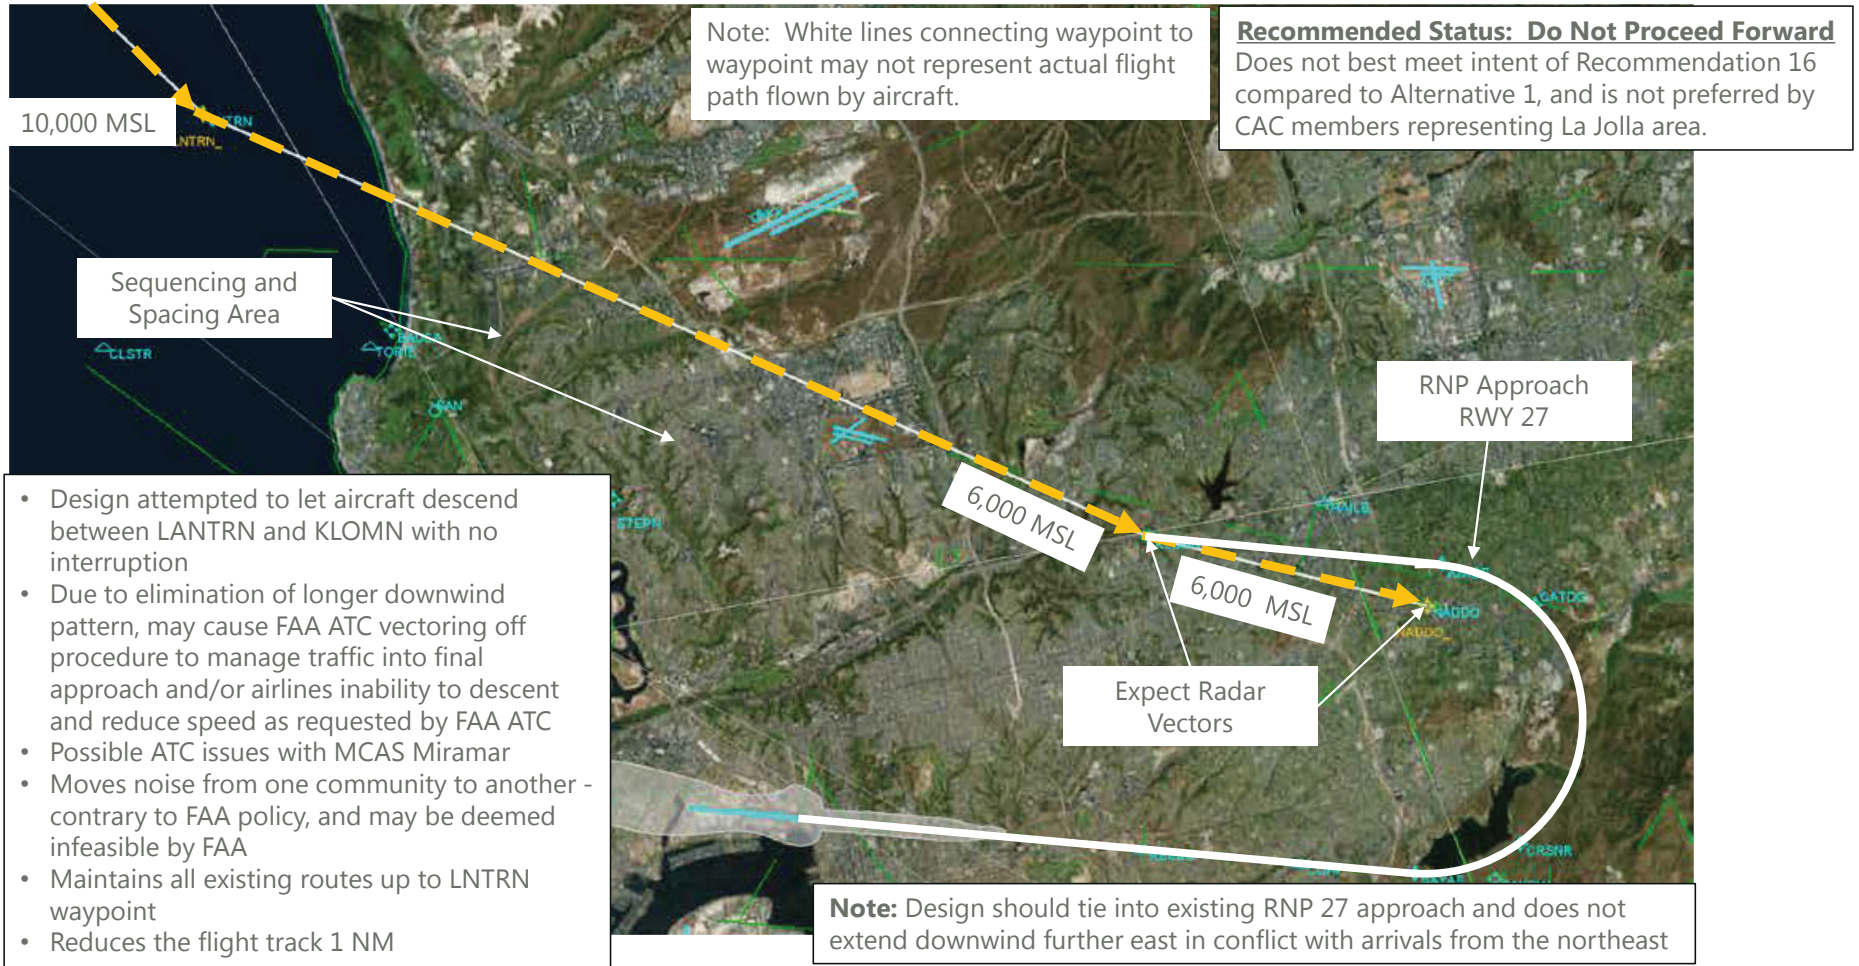 Note: White lines connecting waypoint to
waypoint may not represent actual flight
path flown by aircraft.
Recommended Status: Do Not Proceed Forward
Does not best meet intent of Recommendation 16
compared to Alternative 1, and is not preferred by
CAC members representing La Jolla area.
10,000 MSL
LNTRN_
Sequencing and
Spacing Area
CLSTR
TORIE
RNP Approach
RWY 27
6,000 MSL
6,000 MSL
NADDO
NADDO_
CATDG
Expect Radar
Vectors
CRSNR
• Design attempted to let aircraft descend
between LANTRN and KLOMN with no
interruption
• Due to elimination of longer downwind
pattern, may cause FAA ATC vectoring off
procedure to manage traffic into final
approach and/or airlines inability to descent
and reduce speed as requested by FAA ATC
• Possible ATC issues with MCAS Miramar
• Moves noise from one community to another -
contrary to FAA policy, and may be deemed
infeasible by FAA
• Maintains all existing routes up to LNTRN
waypoint
• Reduces the flight track 1 NM
Note: Design should tie into existing RNP 27 approach and does not
extend downwind further east in conflict with arrivals from the northeast